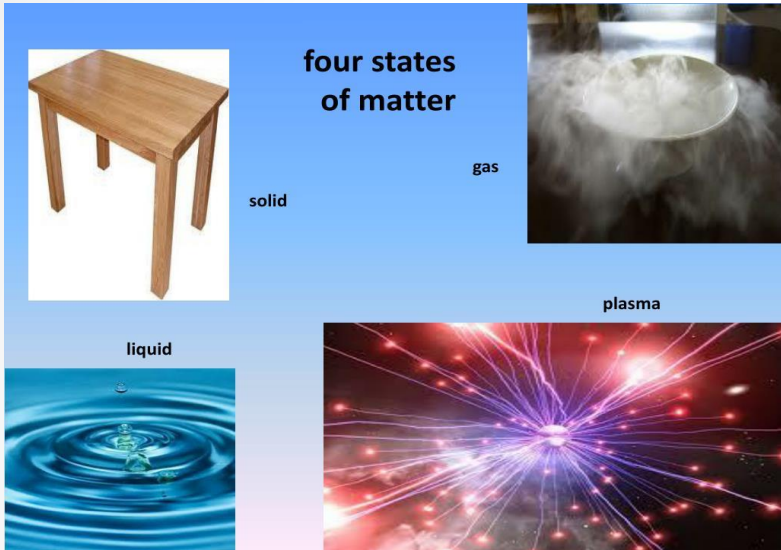 four states
of matter
gas
solid
plasma
liquid